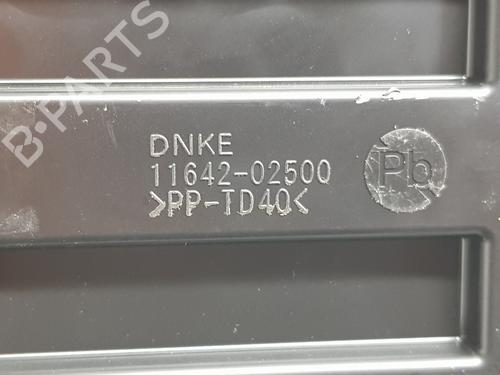 B-PARTS
DNKE
11642-02500
>PP-TD40<
Pb